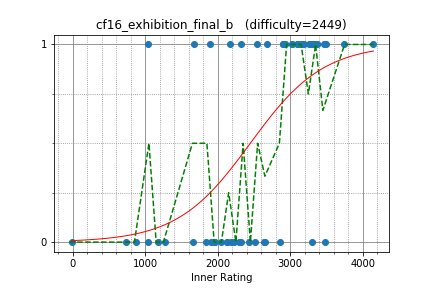 cf16_exhibition_final_b (difficulty=2449)
1
0
0 1000 2000 3000 4000
Inner Rating